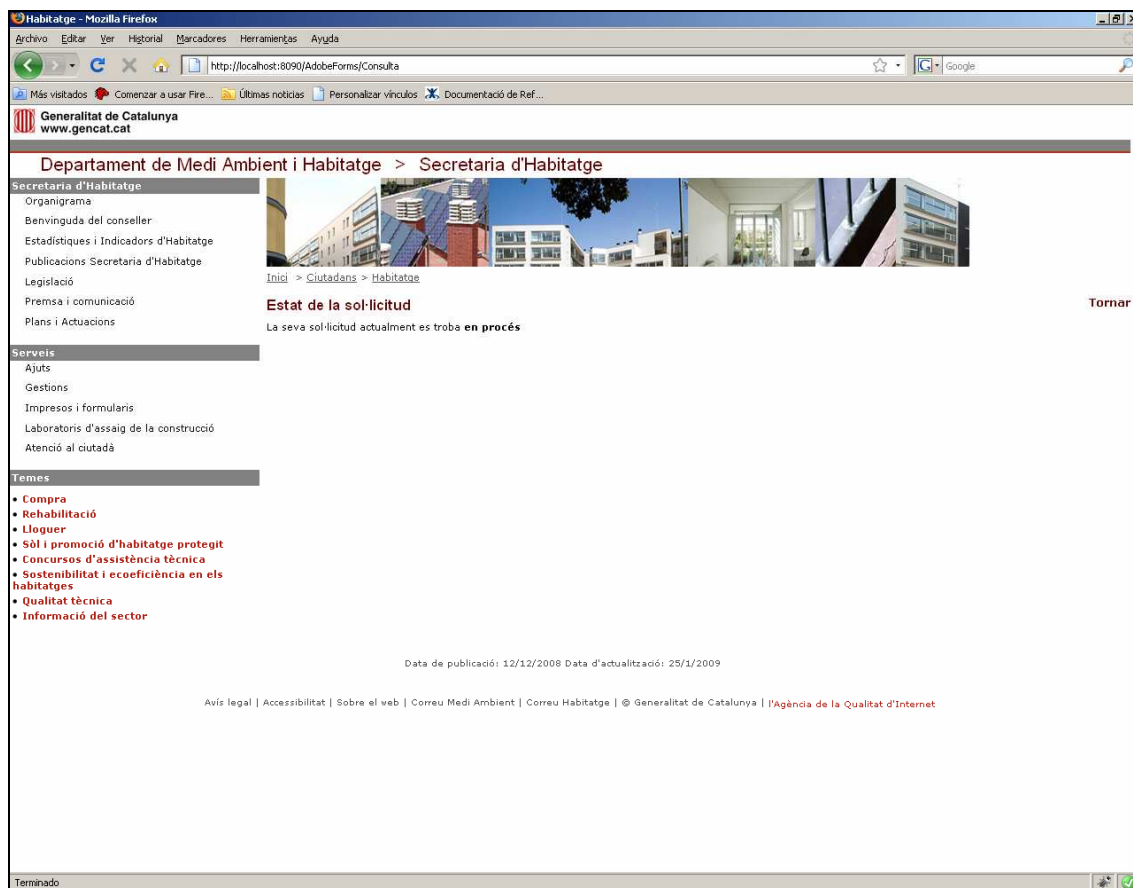 Habitatge - Mozilla Firefox
Archivo Editar Ver Historial Marcadores Herramientas Ayuda
http://localhost:8090/AdobeForms/Consulta
Google
Más visitados Comenzar a usar Fire... Últimas noticias Personalizar vínculos Documentació de Ref...
Generalitat de Catalunya
www.gencat.cat
Departament de Medi Ambient i Habitatge > Secretaria d'Habitatge
Secretaria d'Habitatge
Organigrama
Benvinguda del conseller
Estadístiques i Indicadors d'Habitatge
Publicacions Secretaria d'Habitatge
Legislació
Premsa i comunicació
Plans i Actuacions
Inici > Ciutadans > Habitatge
Estat de la sol·licitud
Tornar
La seva sol·licitud actualment es troba en procés
Serveis
Ajuts
Gestions
Impresos i formularis
Laboratoris d'assaig de la construcció
Atenció al ciutadà
Temes
• Compra
• Rehabilitació
• Lloguer
• Sòl i promoció d'habitatge protegit
• Concursos d'assistència tècnica
• Sostenibilitat i ecoeficiència en els
habitatges
• Qualitat tècnica
• Informació del sector
Data de publicació: 12/12/2008 Data d'actualització: 25/1/2009
Avís legal | Accessibilitat | Sobre el web | Correu Medi Ambient | Correu Habitatge | © Generalitat de Catalunya | l'Agència de la Qualitat d'Internet
Terminado